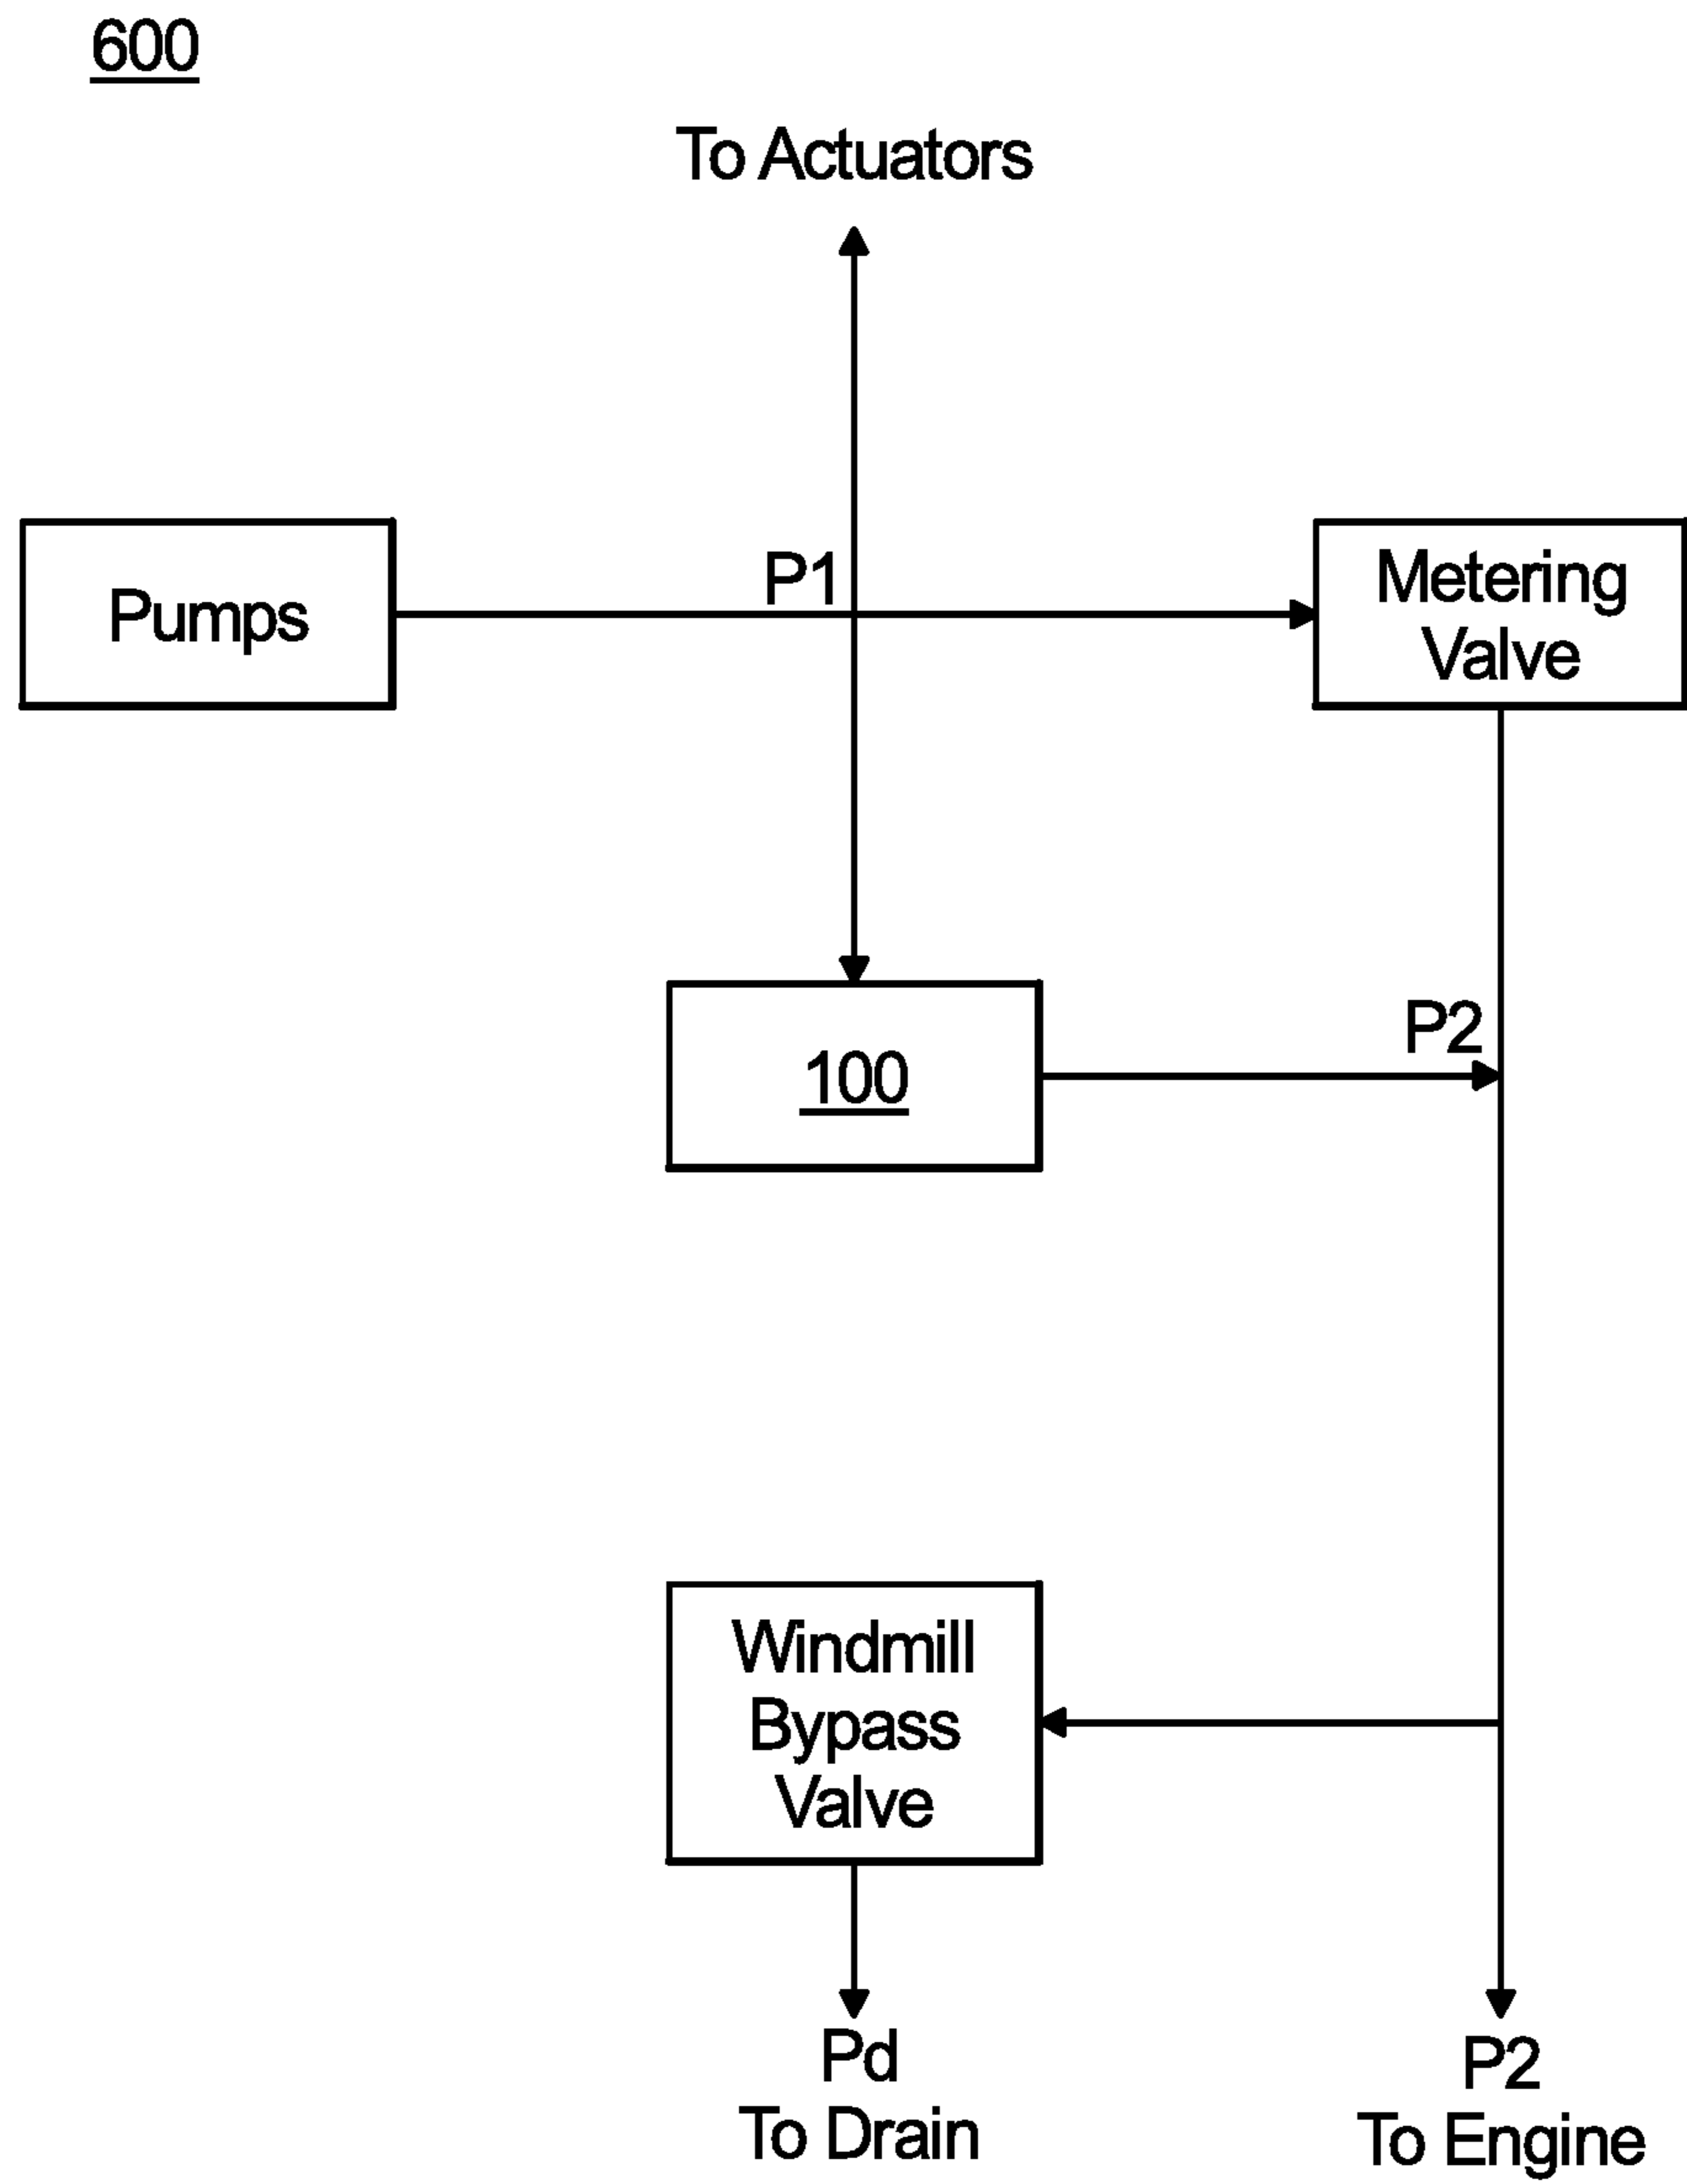 600
To Actuators
P1
Pumps
Metering
Valve
P2
100
Windmill
Bypass
Valve
Pd
To Drain
P2
To Engine